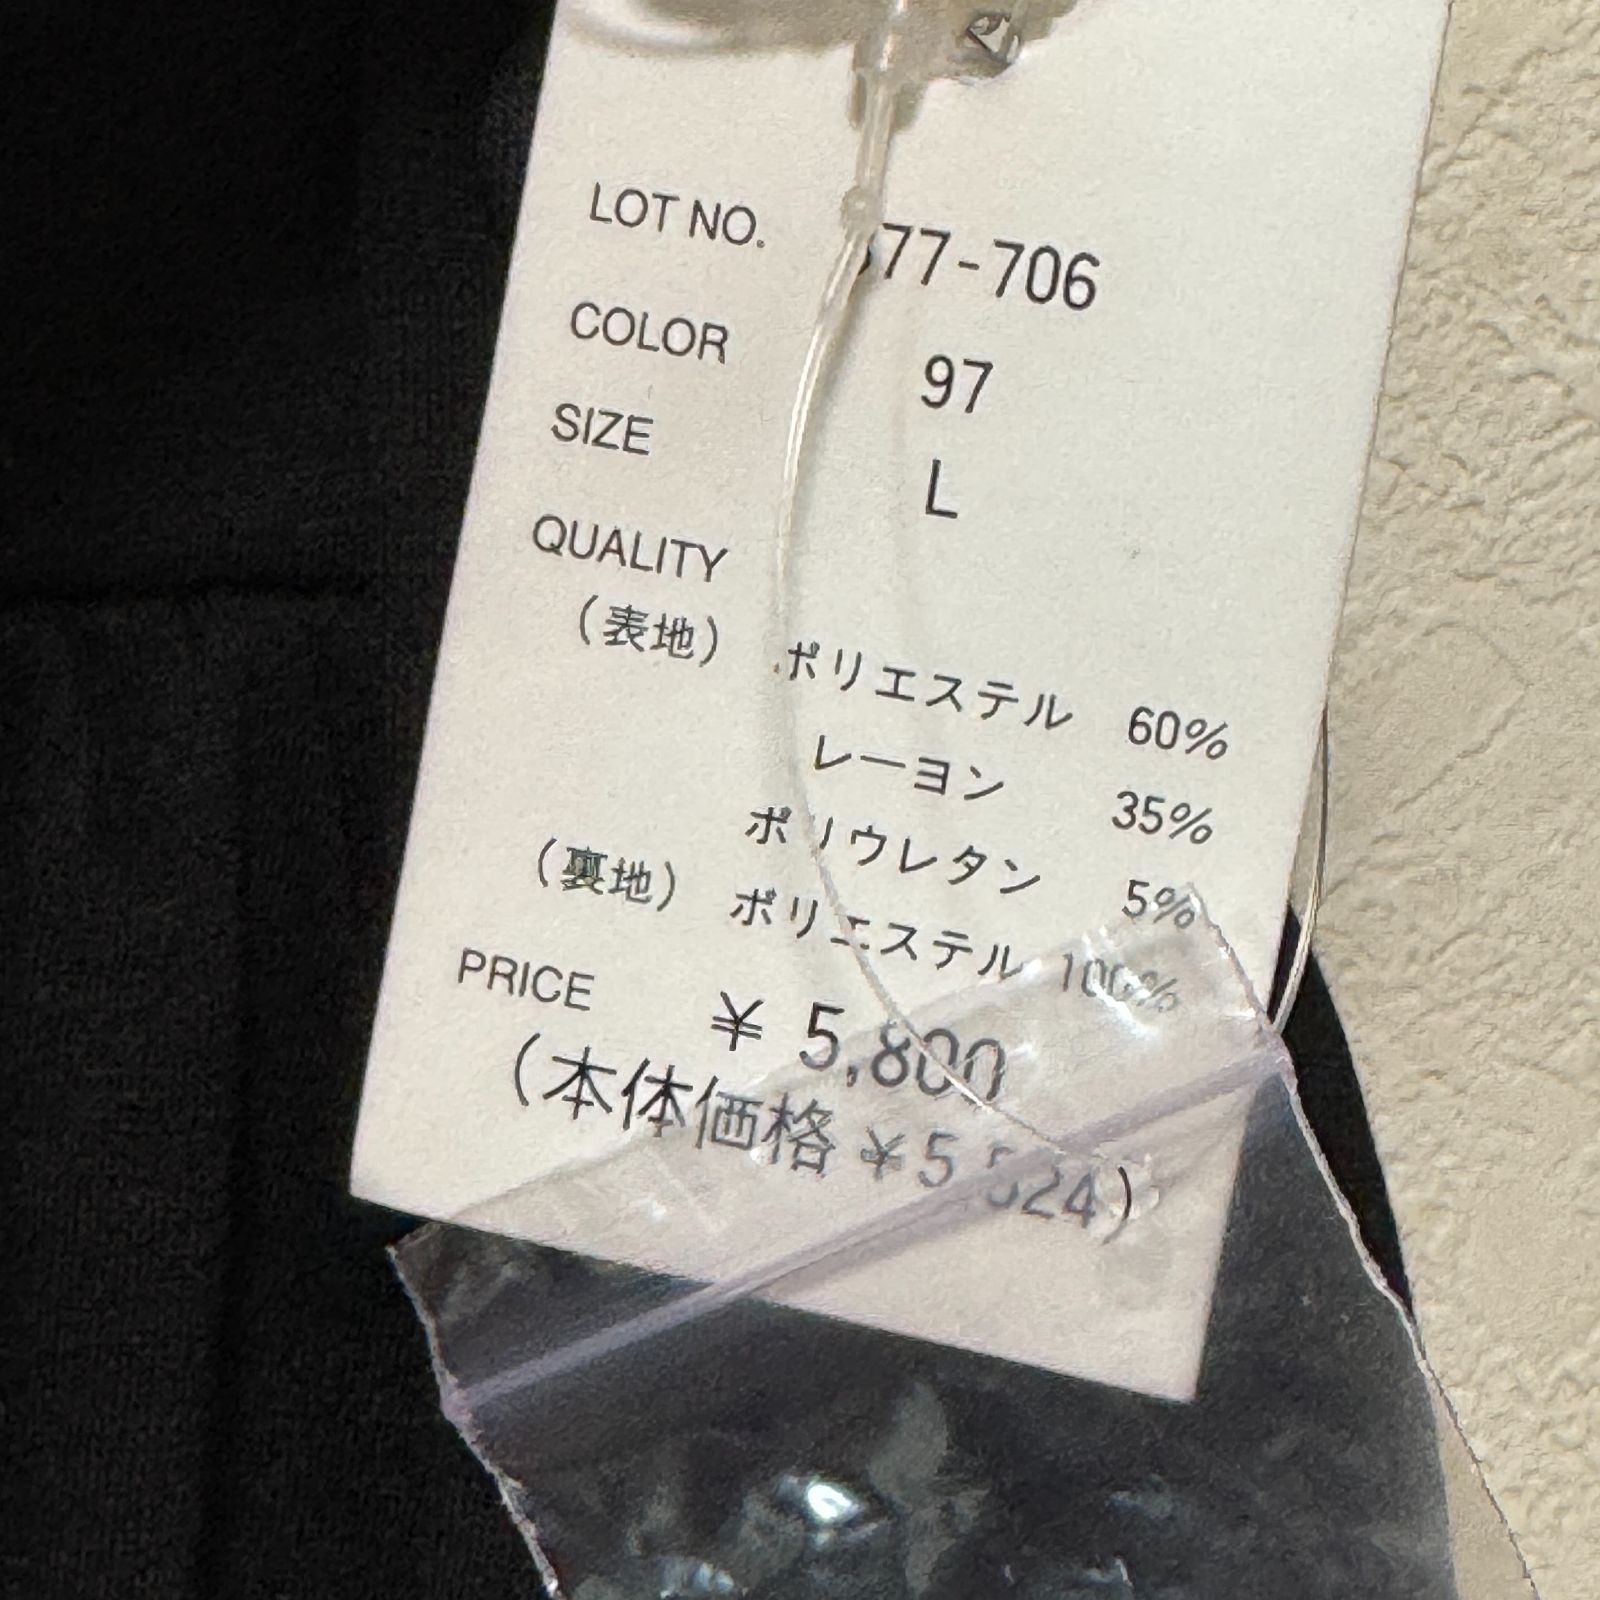 LOT NO. 77-706
COLOR 97
SIZE L
QUALITY
(表地) ポリエステル 60%
レーヨン 35%
ポリウレタン 5%
(裏地) ポリエステル 100%
PRICE ¥ 5,800
(本体価格 ¥5,524)